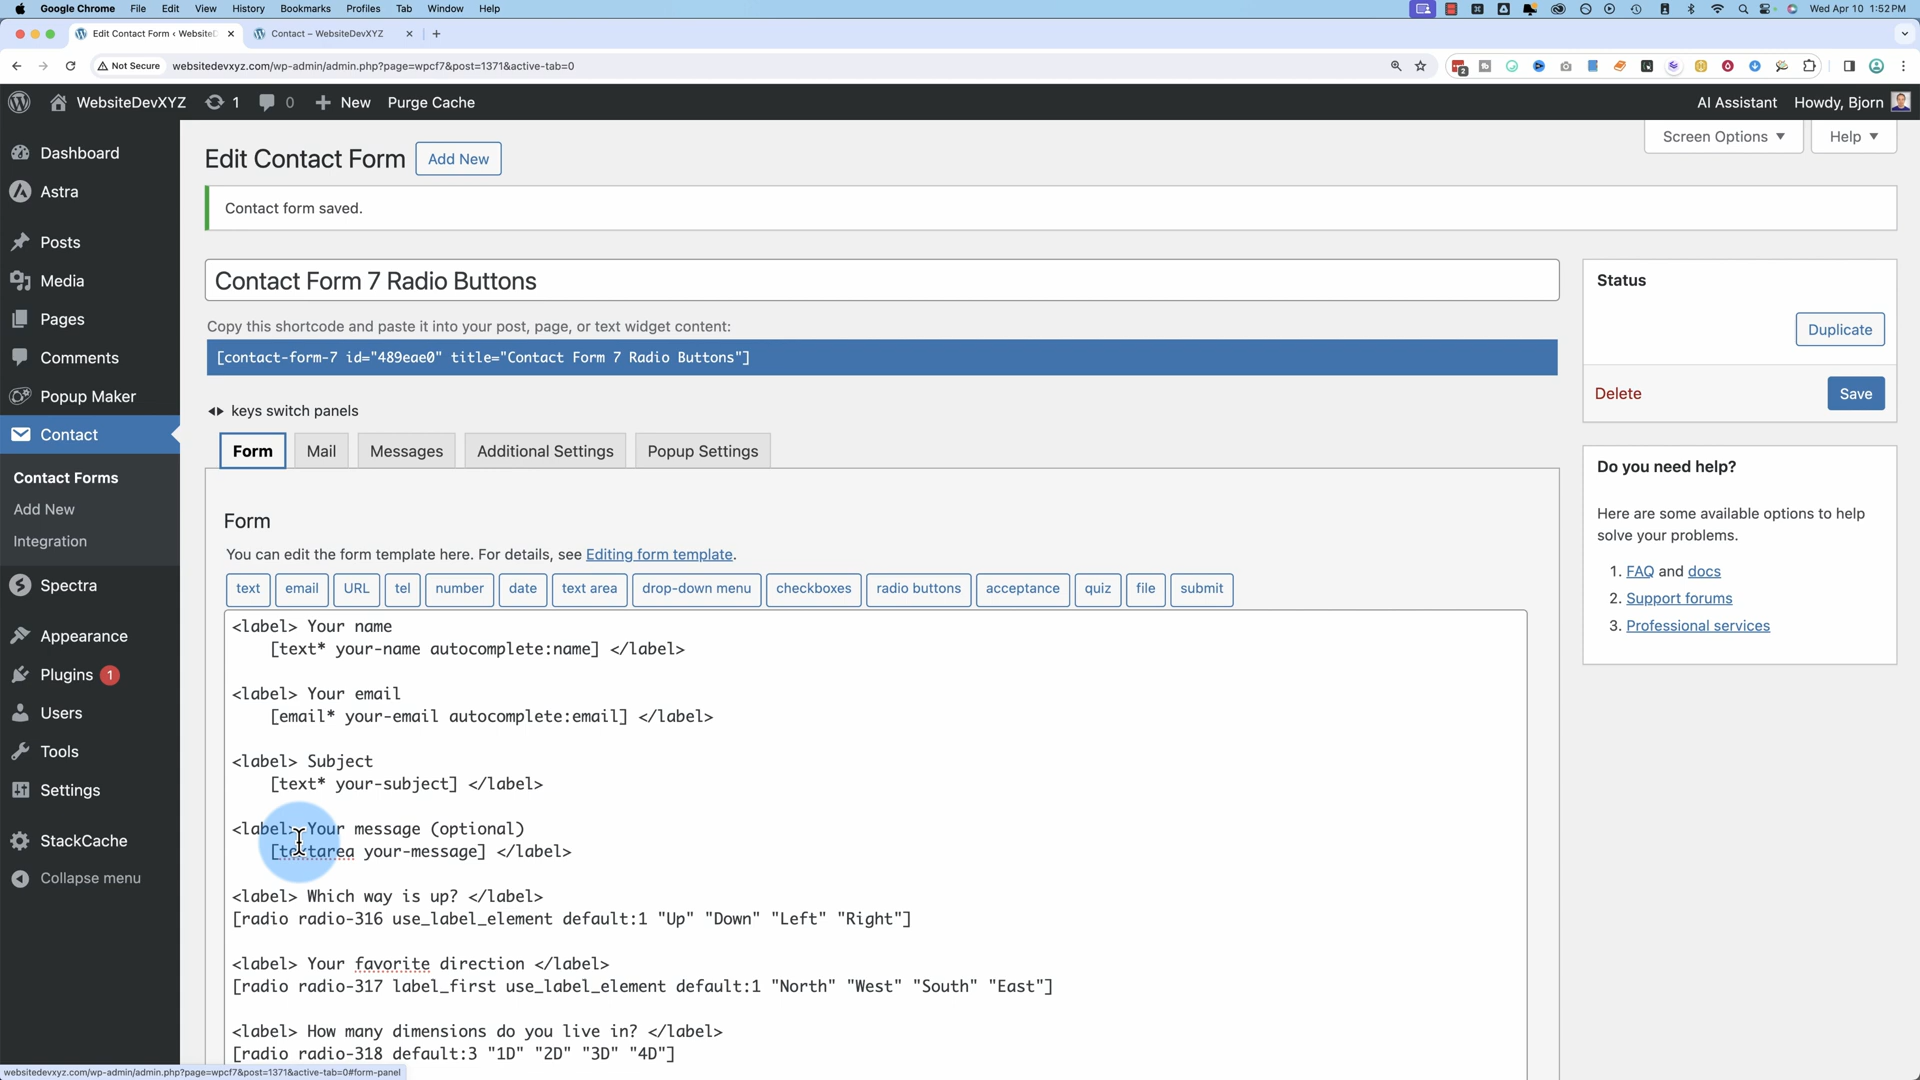 Google Chrome File Edit View History Bookmarks Profiles Tab Window Help Wed Apr 10 1:52 PM
Edit Contact Form ‹ WebsiteD Contact – WebsiteDevXYZ
Not Secure websitedevxyz.com/wp-admin/admin.php?page=wpcf7&post=1371&active-tab=0 2
WebsiteDevXYZ 1 0 New Purge Cache AI Assistant Howdy, Bjorn
Screen Options Help
Dashboard
Astra
Posts
Media
Pages
Comments
Popup Maker
Contact
Contact Forms
Add New
Integration
Spectra
Appearance
Plugins 1
Users
Tools
Settings
StackCache
Collapse menu
Edit Contact Form Add New
Contact form saved.
Contact Form 7 Radio Buttons
Copy this shortcode and paste it into your post, page, or text widget content:
[contact-form-7 id="489eae0" title="Contact Form 7 Radio Buttons"]
keys switch panels
Form Mail Messages Additional Settings Popup Settings
Form
You can edit the form template here. For details, see Editing form template.
text email URL tel number date text area drop-down menu checkboxes radio buttons acceptance quiz file submit
<label> Your name
[text* your-name autocomplete:name] </label>
<label> Your email
[email* your-email autocomplete:email] </label>
<label> Subject
[text* your-subject] </label>
<label> Your message (optional)
[textarea your-message] </label>
<label> Which way is up? </label>
[radio radio-316 use_label_element default:1 "Up" "Down" "Left" "Right"]
<label> Your favorite direction </label>
[radio radio-317 label_first use_label_element default:1 "North" "West" "South" "East"]
<label> How many dimensions do you live in? </label>
[radio radio-318 default:3 "1D" "2D" "3D" "4D"]
Status
Duplicate
Delete Save
Do you need help?
Here are some available options to help
solve your problems.
1. FAQ and docs
2. Support forums
3. Professional services
websitedevxyz.com/wp-admin/admin.php?page=wpcf7&post=1371&active-tab=0#form-panel